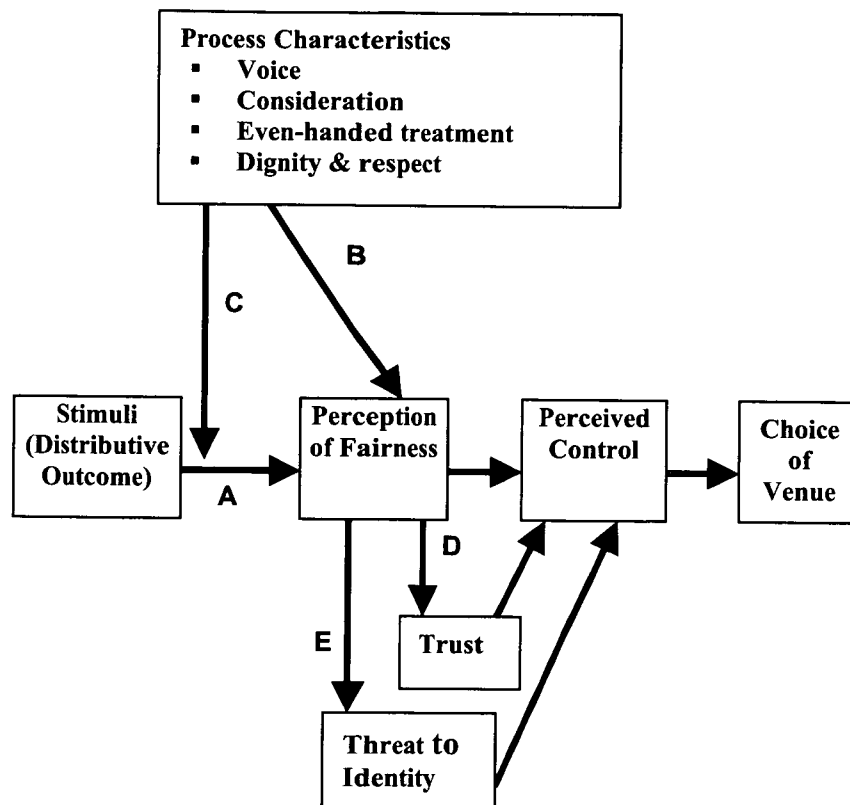 Process Characteristics
▪ Voice
▪ Consideration
▪ Even-handed treatment
▪ Dignity & respect
B
C
Stimuli
(Distributive
Outcome)
Perception
of Fairness
Perceived
Control
Choice
of
Venue
A
D
Trust
E
Threat to
Identity